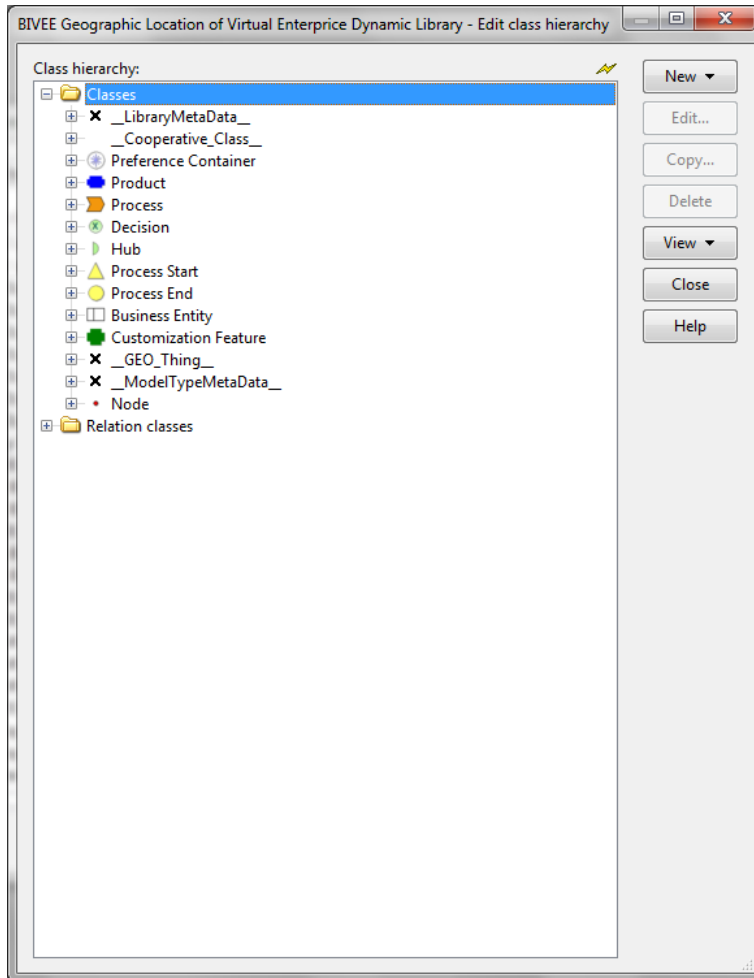 BIVEE Geographic Location of Virtual Enterprice Dynamic Library - Edit class hierarchy
Class hierarchy:
New
Classes
__LibraryMetaData__
Edit...
__Cooperative_Class__
Preference Container
Copy...
Product
Process
Delete
Decision
Hub
View
Process Start
Process End
Close
Business Entity
Customization Feature
Help
__GEO_Thing__
__ModelTypeMetaData__
Node
Relation classes